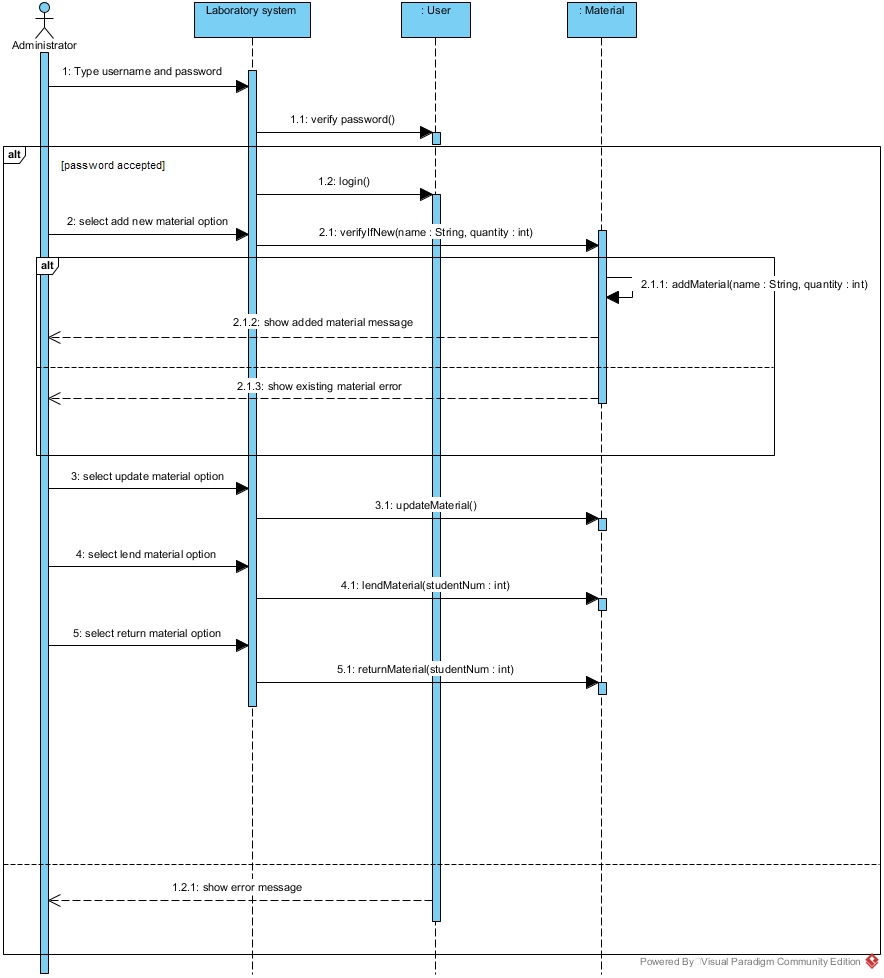 Laboratory system
: User
: Material
Administrator
1: Type username and password
1.1: verify password()
alt
[password accepted]
1.2: login()
2: select add new material option
2.1: verifyIfNew(name : String, quantity : int)
alt
2.1.1: addMaterial(name : String, quantity : int)
2.1.2: show added material message
2.1.3: show existing material error
3: select update material option
3.1: updateMaterial()
4: select lend material option
4.1: lendMaterial(studentNum : int)
5: select return material option
5.1: returnMaterial(studentNum : int)
1.2.1: show error message
Powered By Visual Paradigm Community Edition